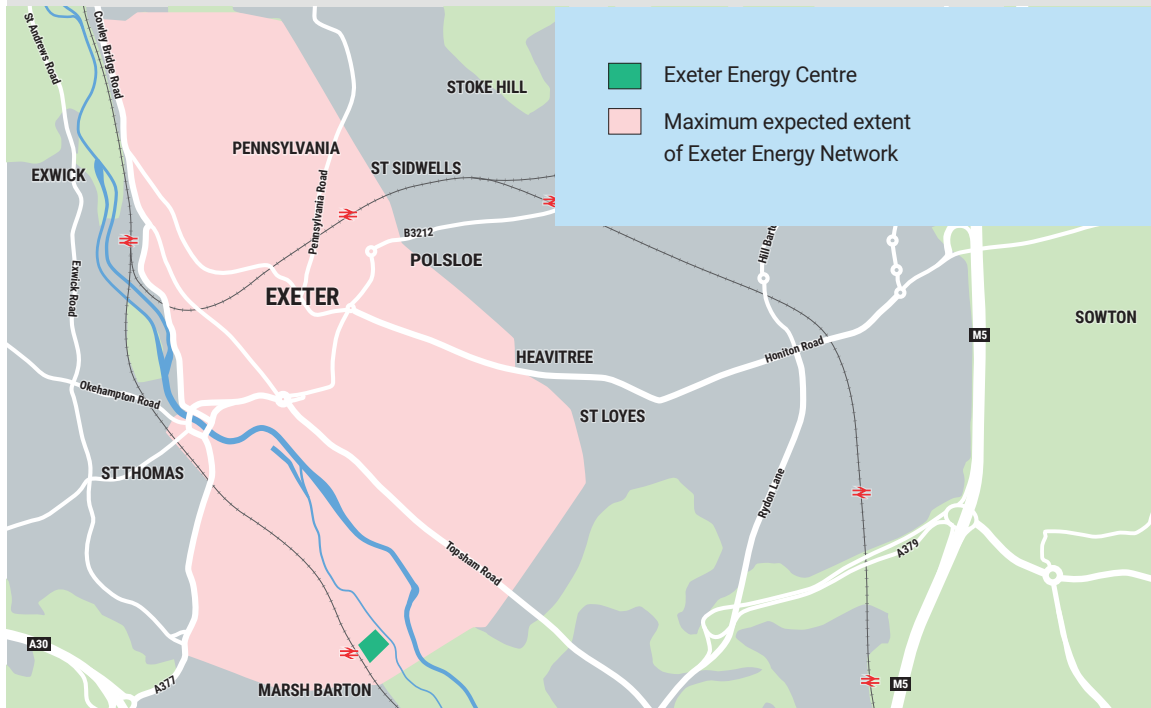 St Andrews Road
Cowley Bridge Road
STOKE HILL
Exeter Energy Centre
Maximum expected extent
of Exeter Energy Network
PENNSYLVANIA
ST SIDWELLS
EXWICK
Pennsylvania Road
B3212
POLSLOE
Hill Bart
Exwick Road
EXETER
SOWTON
M5
HEAVITREE
Honiton Road
Okehampton Road
ST LOYES
ST THOMAS
Rydon Lane
Topsham Road
A379
A30
A377
MARSH BARTON
M5